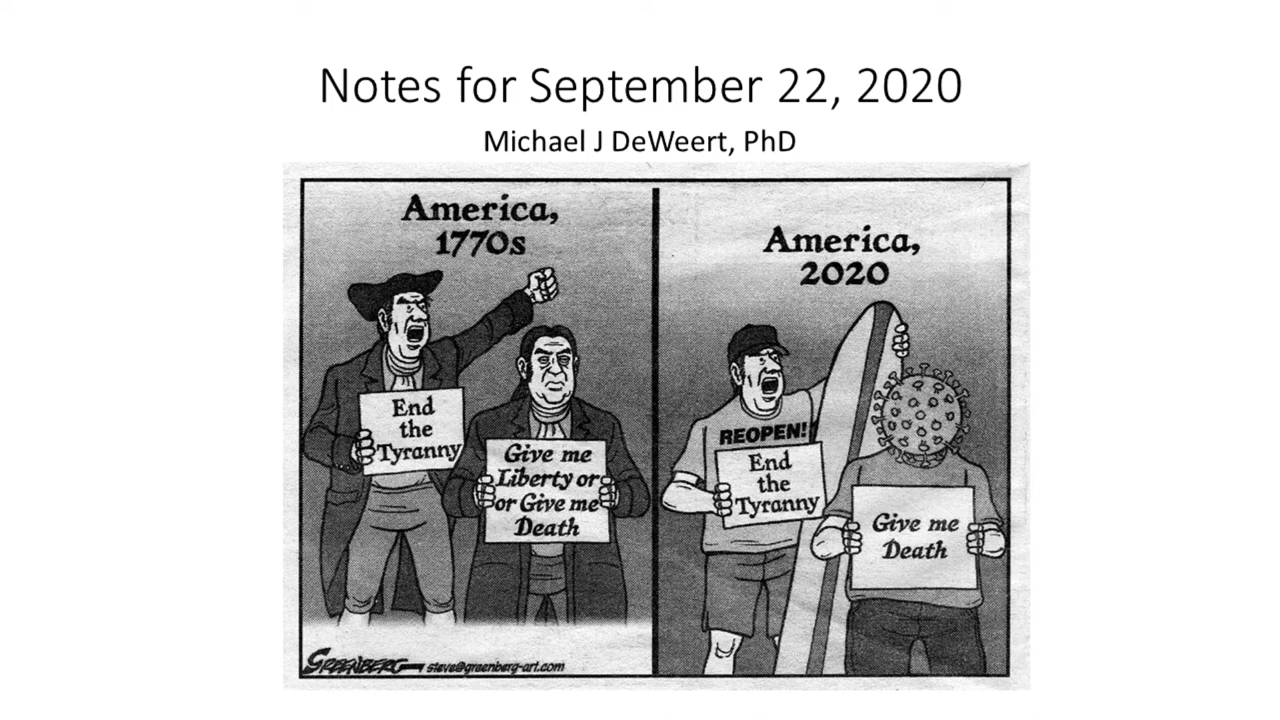 Notes for September 22, 2020
Michael J DeWeert, PhD
America,
1770s
End
the
Tyranny
Give me
Liberty or
or Give me
Death
America,
2020
REOPEN!
End
the
Tyranny
Give me
Death
GREENBERG steve@greenberg-art.com